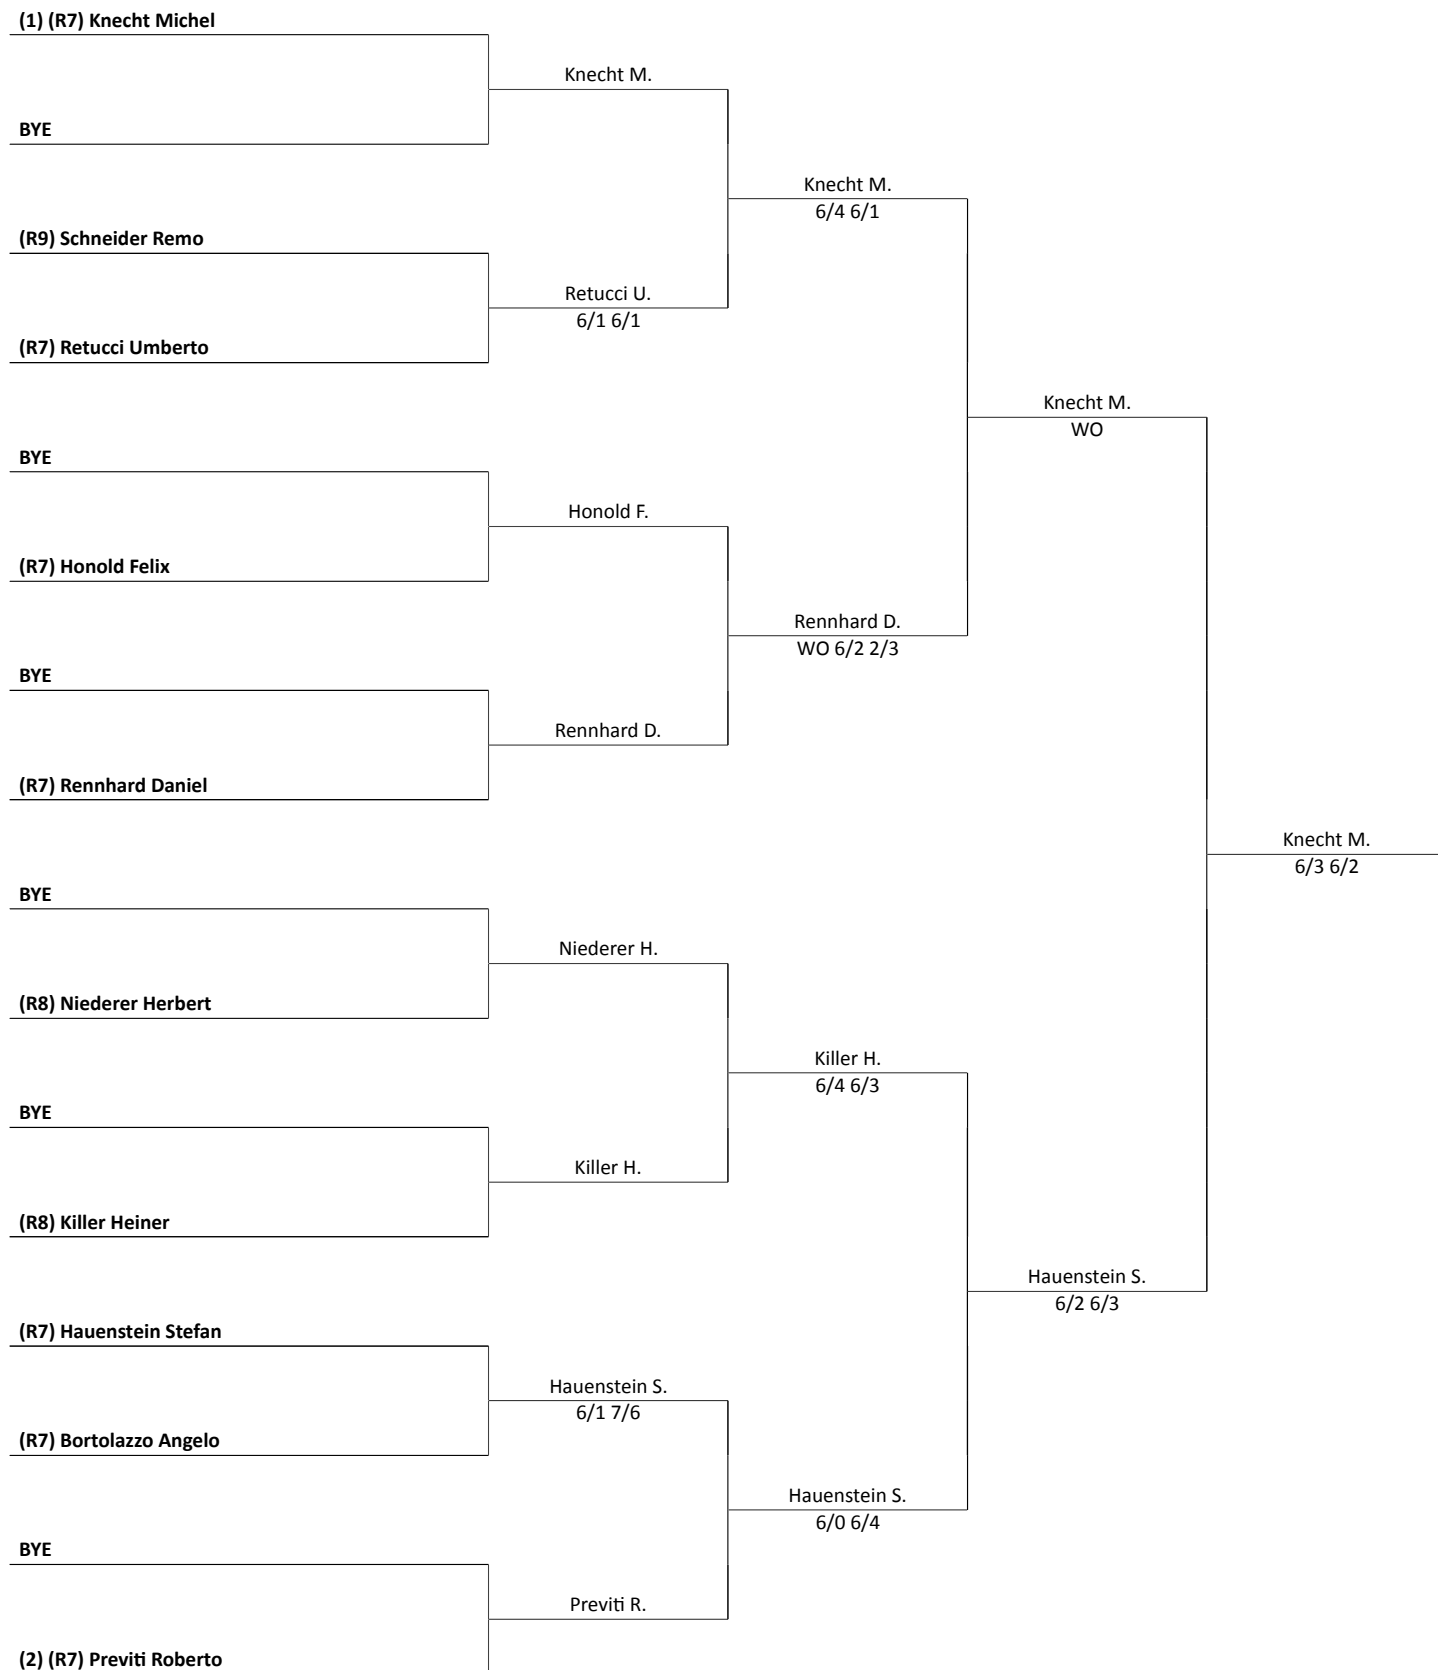 (1) (R7) Knecht Michel
Knecht M.
BYE
Knecht M.
6/4 6/1
(R9) Schneider Remo
Retucci U.
6/1 6/1
(R7) Retucci Umberto
Knecht M.
WO
BYE
Honold F.
(R7) Honold Felix
Rennhard D.
WO 6/2 2/3
BYE
Rennhard D.
(R7) Rennhard Daniel
Knecht M.
6/3 6/2
BYE
Niederer H.
(R8) Niederer Herbert
Killer H.
6/4 6/3
BYE
Killer H.
(R8) Killer Heiner
Hauenstein S.
6/2 6/3
(R7) Hauenstein Stefan
Hauenstein S.
6/1 7/6
(R7) Bortolazzo Angelo
Hauenstein S.
6/0 6/4
BYE
Previti R.
(2) (R7) Previti Roberto